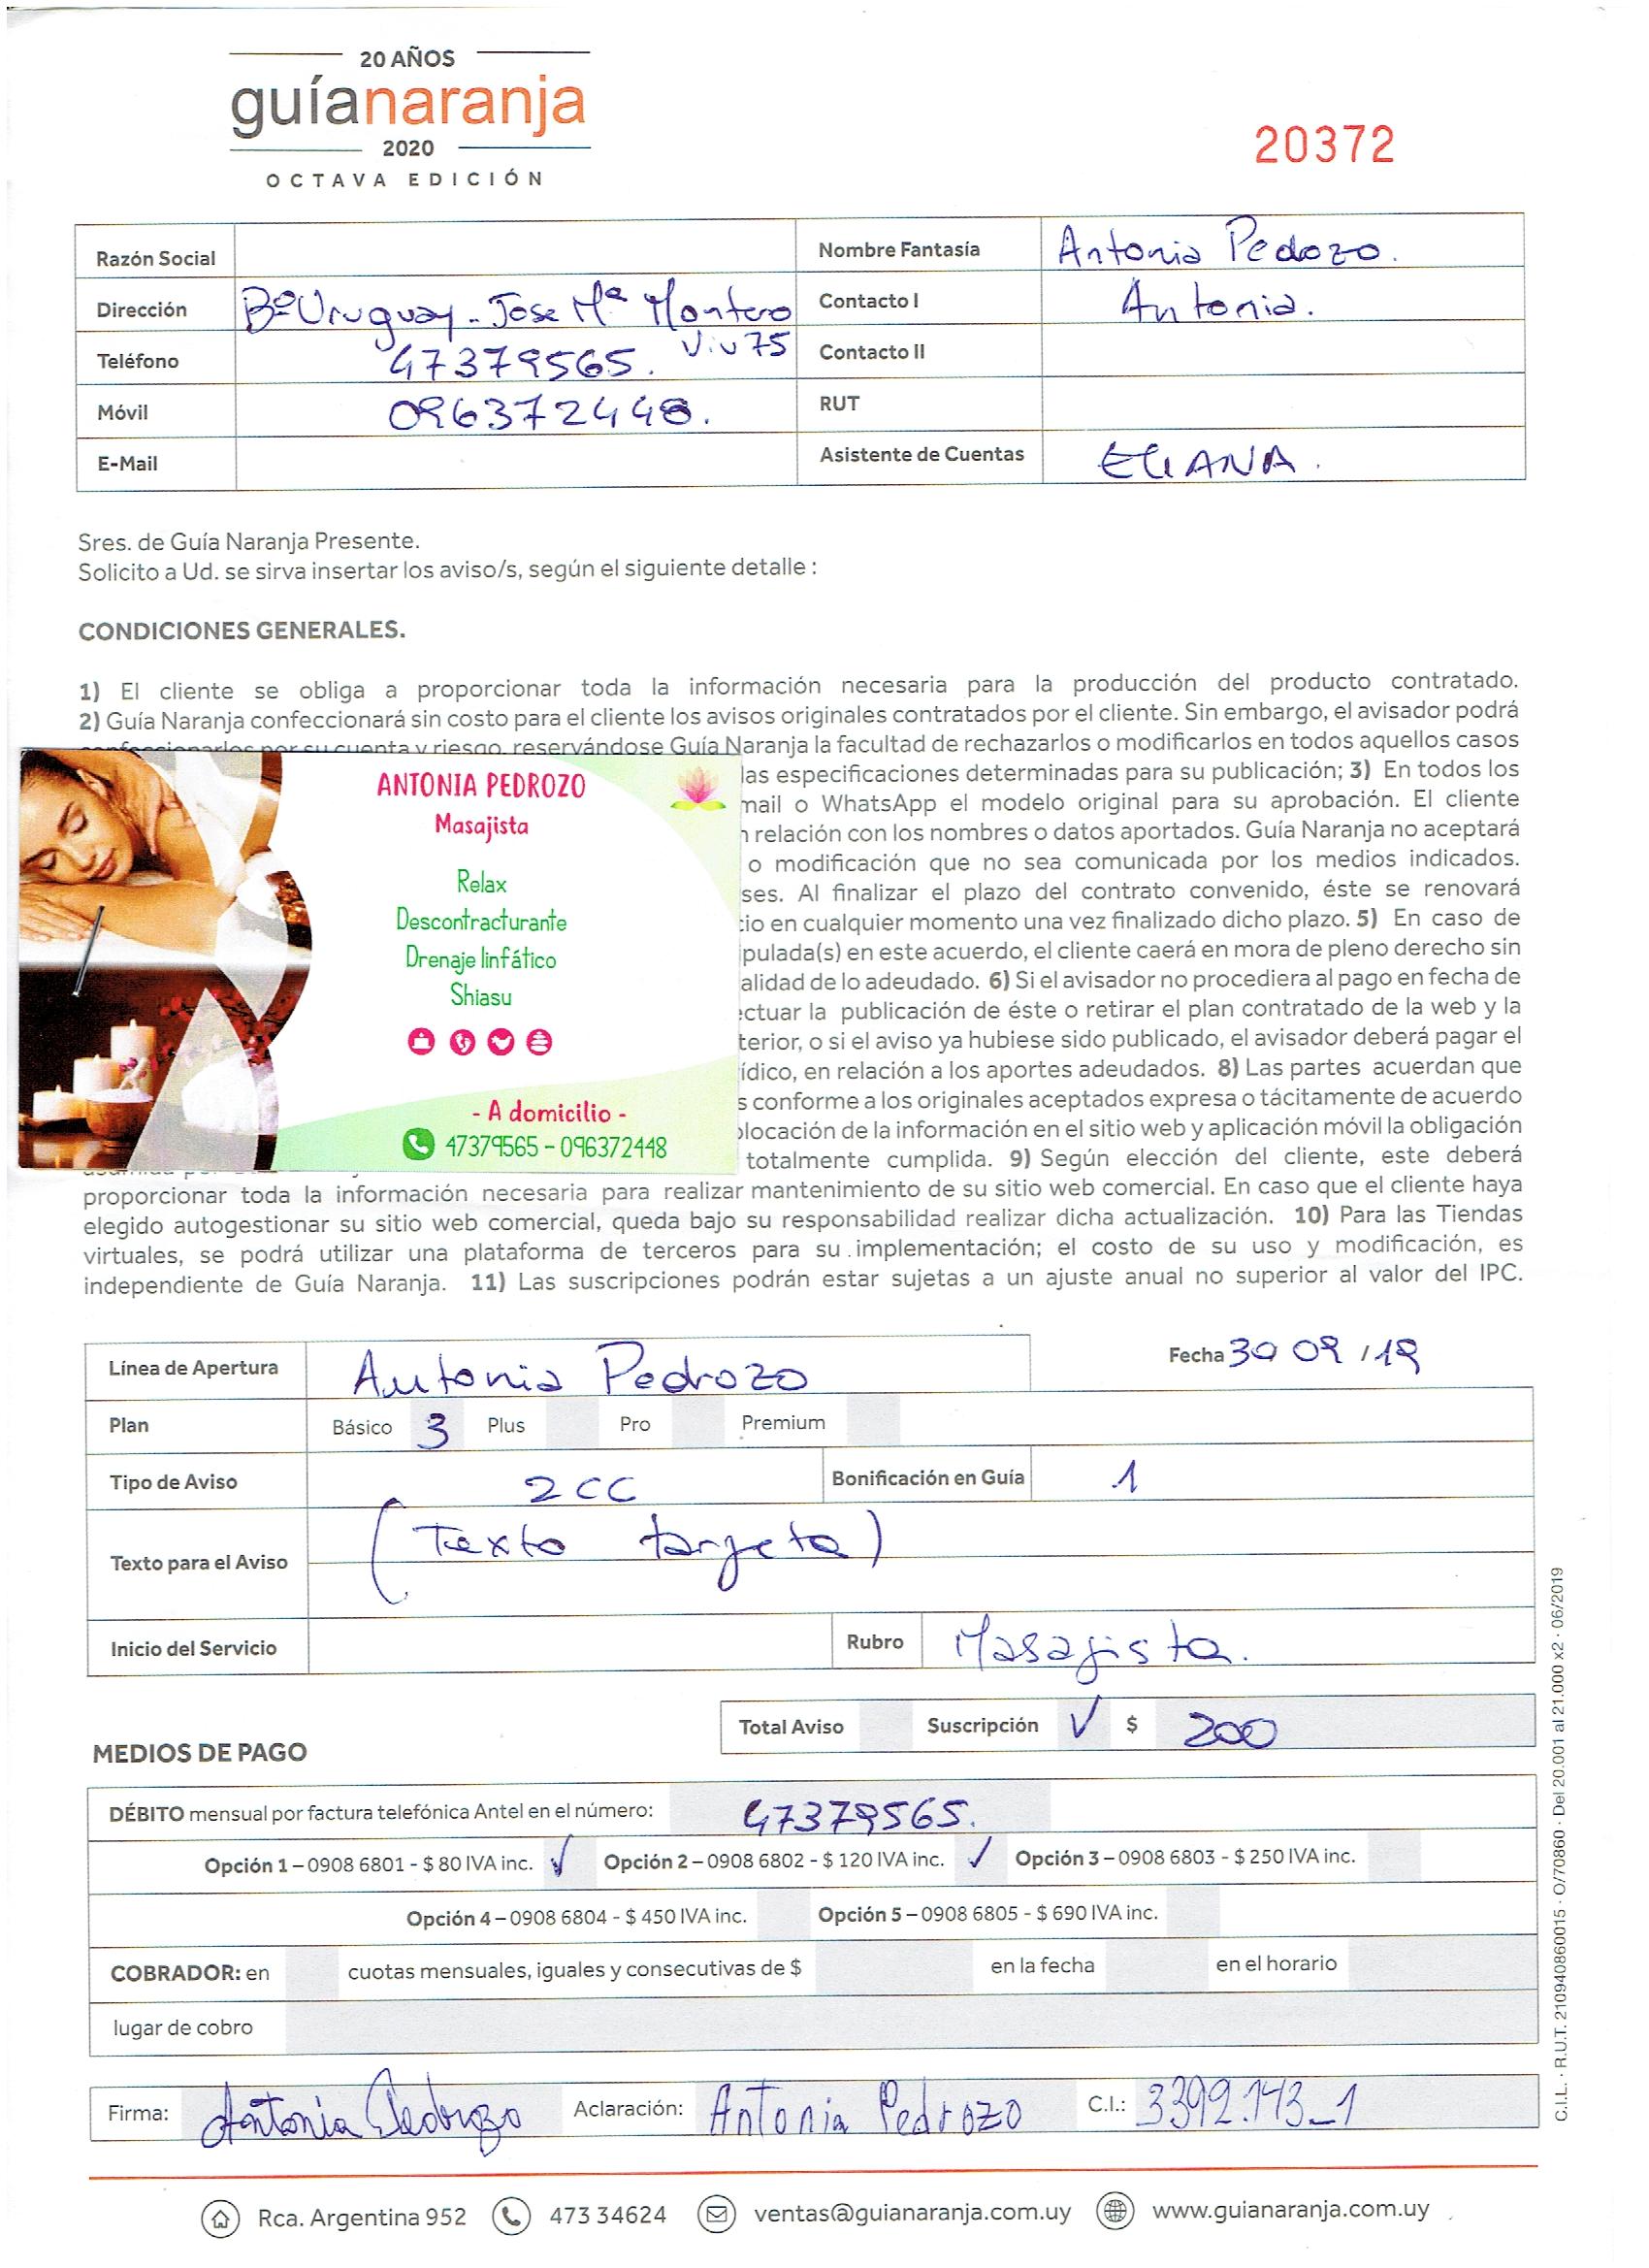 20 AÑOS
guíanaranja
2020
OCTAVA EDICIÓN
20372
Razón Social
Nombre Fantasía Antonia Pedozo.
Dirección Bº Uruguay - Jose Mª Montero
Viv 75
Contacto I Antonia.
Teléfono 47379565.
Contacto II
Móvil 096372448.
RUT
E-Mail
Asistente de Cuentas ELIANA.
Sres. de Guía Naranja Presente.
Solicito a Ud. se sirva insertar los aviso/s, según el siguiente detalle :
CONDICIONES GENERALES.
1) El cliente se obliga a proporcionar toda la información necesaria para la producción del producto contratado.
2) Guía Naranja confeccionará sin costo para el cliente los avisos originales contratados por el cliente. Sin embargo, el avisador podrá
confeccionarlos por su cuenta y riesgo, reservándose Guía Naranja la facultad de rechazarlos o modificarlos en todos aquellos casos
las especificaciones determinadas para su publicación; 3) En todos los
mail o WhatsApp el modelo original para su aprobación. El cliente
relación con los nombres o datos aportados. Guía Naranja no aceptará
o modificación que no sea comunicada por los medios indicados.
ses. Al finalizar el plazo del contrato convenido, éste se renovará
io en cualquier momento una vez finalizado dicho plazo. 5) En caso de
pulada(s) en este acuerdo, el cliente caerá en mora de pleno derecho sin
alidad de lo adeudado. 6) Si el avisador no procediera al pago en fecha de
ectuar la publicación de éste o retirar el plan contratado de la web y la
terior, o si el aviso ya hubiese sido publicado, el avisador deberá pagar el
ídico, en relación a los aportes adeudados. 8) Las partes acuerdan que
s conforme a los originales aceptados expresa o tácitamente de acuerdo
locación de la información en el sitio web y aplicación móvil la obligación
totalmente cumplida. 9) Según elección del cliente, este deberá
proporcionar toda la información necesaria para realizar mantenimiento de su sitio web comercial. En caso que el cliente haya
elegido autogestionar su sitio web comercial, queda bajo su responsabilidad realizar dicha actualización. 10) Para las Tiendas
virtuales, se podrá utilizar una plataforma de terceros para su implementación; el costo de su uso y modificación, es
independiente de Guía Naranja. 11) Las suscripciones podrán estar sujetas a un ajuste anual no superior al valor del IPC.
ANTONIA PEDROZO
Masajista
Relax
Descontracturante
Drenaje linfático
Shiasu
- A domicilio -
47379565 - 096372448
Línea de Apertura Antonia Pedrozo
Fecha 30 09 /19
Plan Básico 3 Plus Pro Premium
Tipo de Aviso 2 CC
Bonificación en Guía 1
Texto para el Aviso (Texto tarjeta)
Inicio del Servicio
Rubro Masajista.
Total Aviso Suscripción ✓ $ 200
MEDIOS DE PAGO
DÉBITO mensual por factura telefónica Antel en el número: 47379565.
Opción 1 – 0908 6801 - $ 80 IVA inc. ✓ Opción 2 – 0908 6802 - $ 120 IVA inc. ✓ Opción 3 – 0908 6803 - $ 250 IVA inc.
Opción 4 – 0908 6804 - $ 450 IVA inc. Opción 5 – 0908 6805 - $ 690 IVA inc.
COBRADOR: en cuotas mensuales, iguales y consecutivas de $ en la fecha en el horario
lugar de cobro
Firma: Antonia Pedrozo Aclaración: Antonia Pedrozo C.I.: 3392.143_1
Rca. Argentina 952 473 34624 ventas@guianaranja.com.uy www.guianaranja.com.uy
C.I.L. · R.U.T. 210940860015 · O/70860 · Del 20.001 al 21.000 x2 · 06/2019